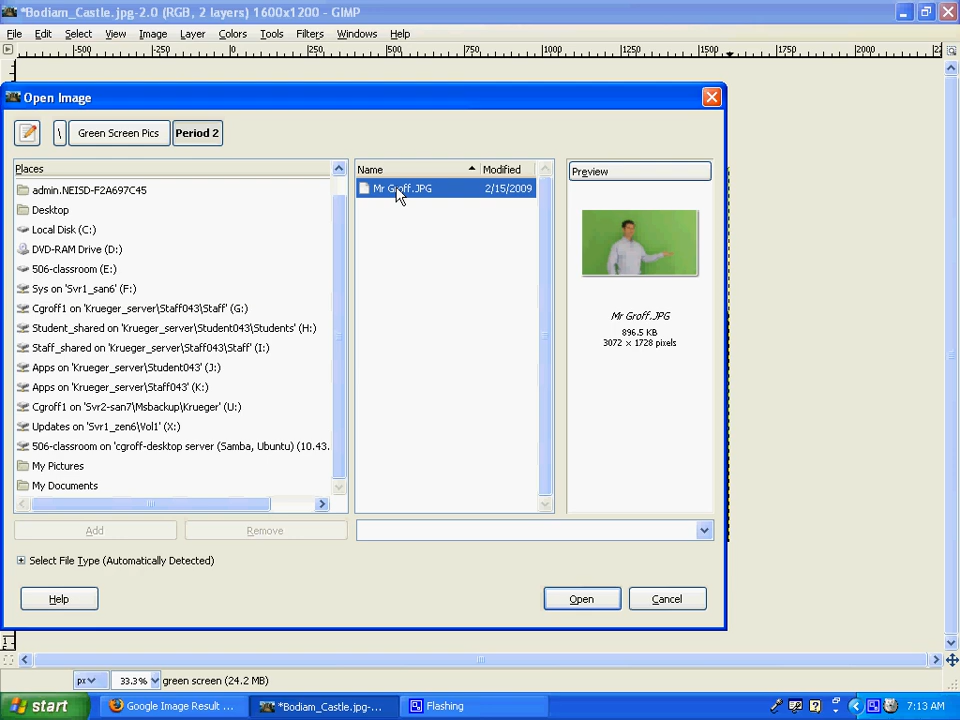 *Bodiam_Castle.jpg-2.0 (RGB, 2 layers) 1600x1200 - GIMP
File Edit Select View Image Layer Colors Tools Filters Windows Help
-500 -250 0 250 500 750 1000 1250 1500 1750 2000
Open Image
\ Green Screen Pics Period 2
Places Name Modified Preview
admin.NEISD-F2A697C45 Mr Groff.JPG 2/15/2009
Desktop
Local Disk (C:)
DVD-RAM Drive (D:)
506-classroom (E:)
Sys on 'Svr1_san6' (F:)
Cgroff1 on 'Krueger_server\Staff043\Staff' (G:)
Mr Groff.JPG
Student_shared on 'Krueger_server\Student043\Students' (H:)
896.5 KB
3072 × 1728 pixels
Staff_shared on 'Krueger_server\Staff043\Staff' (I:)
Apps on 'Krueger_server\Student043' (J:)
Apps on 'Krueger_server\Staff043' (K:)
Cgroff1 on 'Svr2-san7\Msbackup\Krueger' (U:)
Updates on 'Svr1_zen6\Vol1' (X:)
506-classroom on 'cgroff-desktop server (Samba, Ubuntu) (10.43.
My Pictures
My Documents
Add Remove
Select File Type (Automatically Detected)
Help Open Cancel
px 33.3% green screen (24.2 MB)
start Google Image Result ... *Bodiam_Castle.jpg-... Flashing 7:13 AM